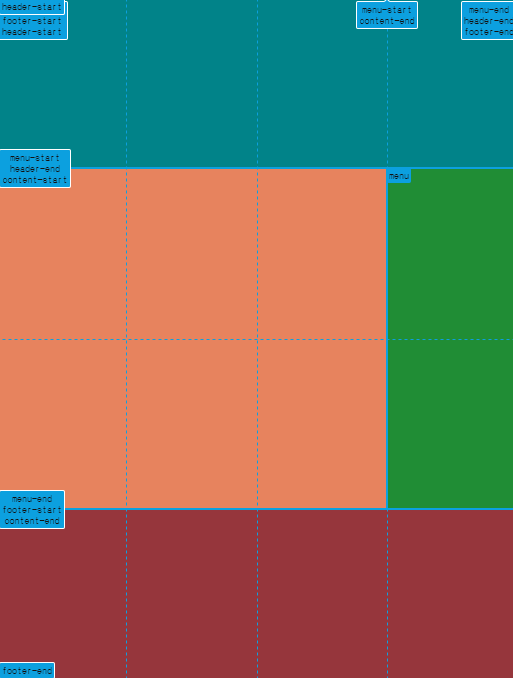 header-start
footer-start
header-start
menu-start
content-end
menu-end
header-end
footer-end
menu-start
header-end
content-start
menu
menu-end
footer-start
content-end
footer-end